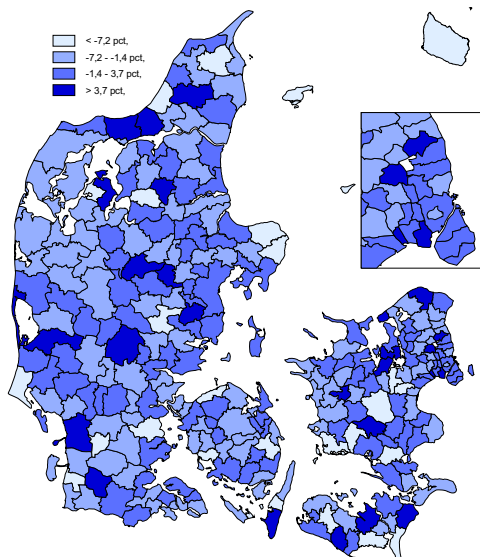 < -7,2 pct,
-7,2 - -1,4 pct,
-1,4 - 3,7 pct,
> 3,7 pct,